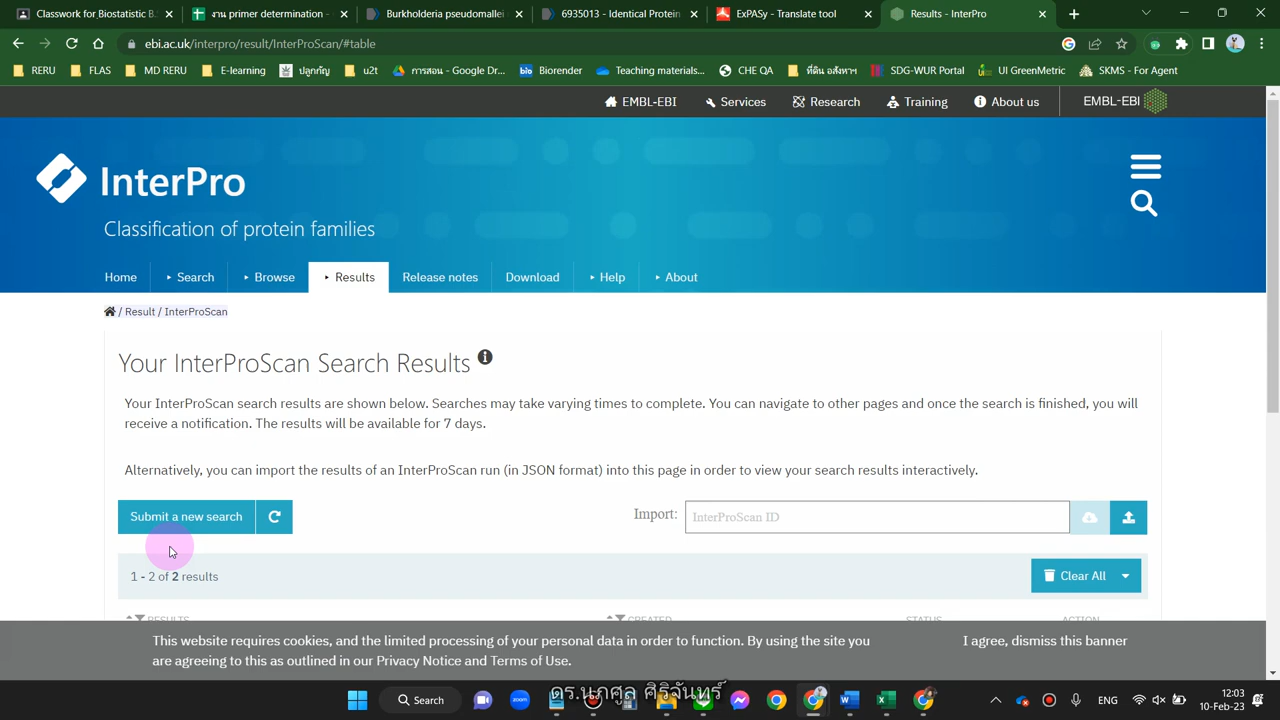 Classwork for Biostatistic B.
งาน primer determination -
Burkholderia pseudomallei
6935013 - Identical Protein
ExPASy - Translate tool
Results - InterPro
ebi.ac.uk/interpro/result/InterProScan/#table
RERU
FLAS
MD RERU
E-learning
ปลูกกัญ
u2t
การสอน - Google Dr...
Biorender
Teaching materials...
CHE QA
ที่ดิน อสังหาฯ
SDG-WUR Portal
UI GreenMetric
SKMS - For Agent
EMBL-EBI
Services
Research
Training
About us
EMBL-EBI
InterPro
Classification of protein families
Home
Search
Browse
Results
Release notes
Download
Help
About
/ Result / InterProScan
Your InterProScan Search Results
Your InterProScan search results are shown below. Searches may take varying times to complete. You can navigate to other pages and once the search is finished, you will
receive a notification. The results will be available for 7 days.
Alternatively, you can import the results of an InterProScan run (in JSON format) into this page in order to view your search results interactively.
Submit a new search
Import:
InterProScan ID
1 - 2 of 2 results
Clear All
RESULTS
CREATED
STATUS
ACTION
This website requires cookies, and the limited processing of your personal data in order to function. By using the site you
are agreeing to this as outlined in our Privacy Notice and Terms of Use.
I agree, dismiss this banner
Search
ดร.นภศูล ศิริจันทร์
ENG
12:03
10-Feb-23